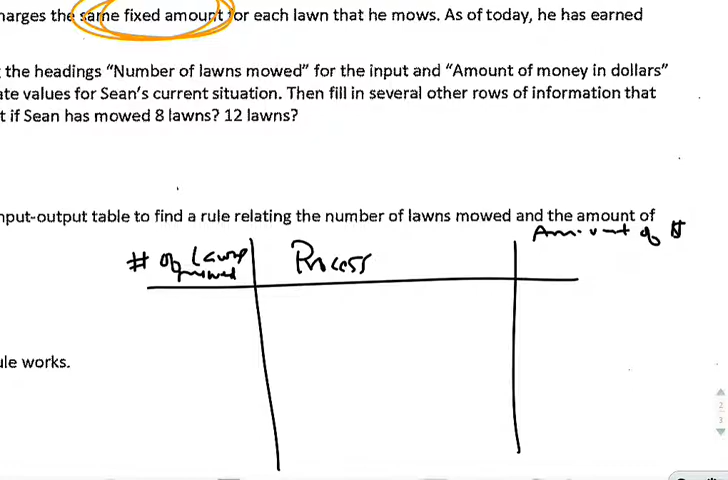 harges the same fixed amount for each lawn that he mows. As of today, he has earned
the headings “Number of lawns mowed” for the input and “Amount of money in dollars”
ate values for Sean’s current situation. Then fill in several other rows of information that
t if Sean has mowed 8 lawns? 12 lawns?
nput-output table to find a rule relating the number of lawns mowed and the amount of
Amount of $
# of Lawns Process
mowed
ule works.
2
3